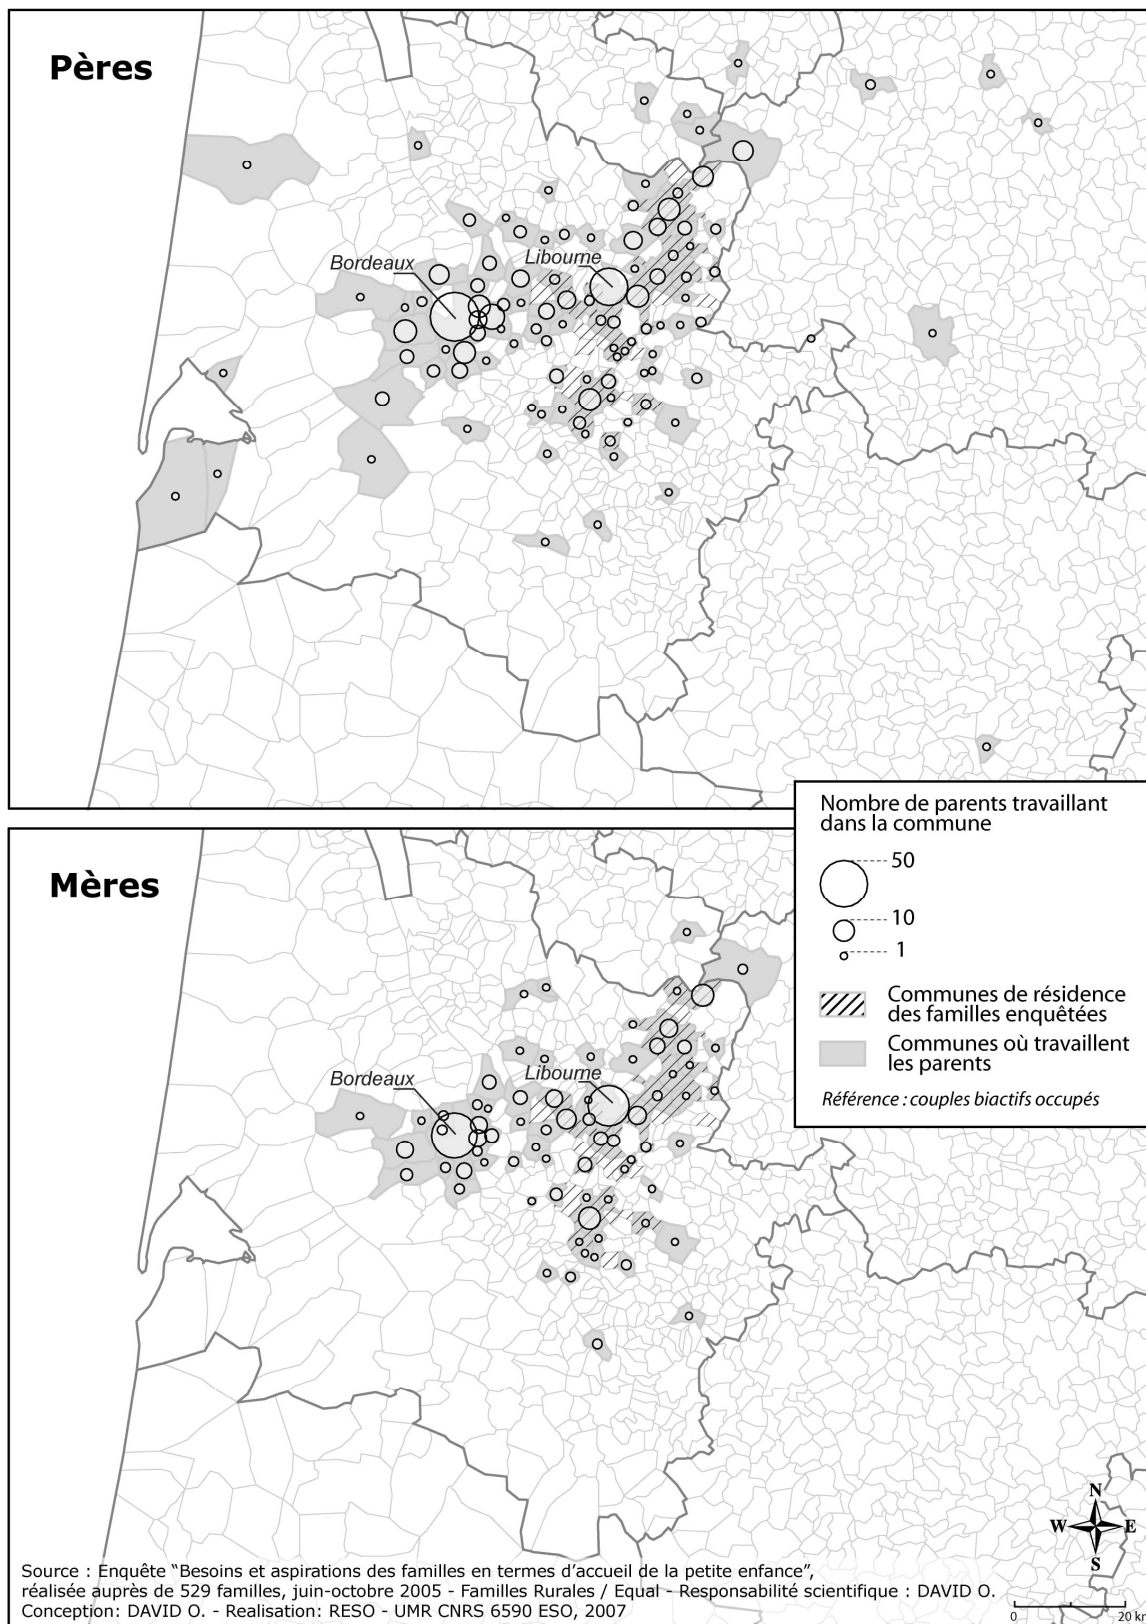 Pères
Bordeaux
Libourne
Nombre de parents travaillant
dans la commune
50
10
1
Communes de résidence
des familles enquêtées
Communes où travaillent
les parents
Référence : couples biactifs occupés
Mères
Bordeaux
Libourne
N
W E
S
Source : Enquête “Besoins et aspirations des familles en termes d’accueil de la petite enfance”,
réalisée auprès de 529 familles, juin-octobre 2005 - Familles Rurales / Equal - Responsabilité scientifique : DAVID O.
Conception: DAVID O. - Realisation: RESO - UMR CNRS 6590 ESO, 2007
0 20 km